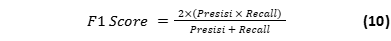 F1 Score = 2×(Presisi × Recall) / Presisi + Recall (10)